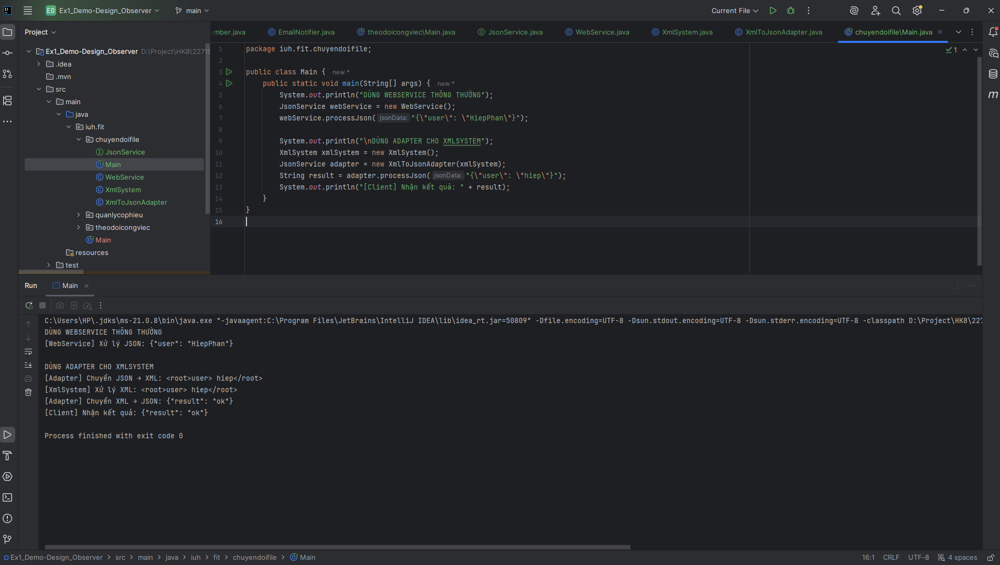 ED Ex1_Demo-Design_Observer main Current File
Project
mber.java EmailNotifier.java theodoicongviec\Main.java JsonService.java WebService.java XmlSystem.java XmlToJsonAdapter.java chuyendoifile\Main.java
Ex1_Demo-Design_Observer D:\Project\HK8\22719
.idea
.mvn
src
main
java
iuh.fit
chuyendoifile
JsonService
Main
WebService
XmlSystem
XmlToJsonAdapter
quanlycophieu
theodoicongviec
Main
resources
test
1 package iuh.fit.chuyendoifile; 1
2
3 public class Main { new *
4 public static void main(String[] args) { new *
5 System.out.println("DÙNG WEBSERVICE THÔNG THƯỜNG");
6 JsonService webService = new WebService();
7 webService.processJson( jsonData: "{\"user\": \"HiepPhan\"}");
8
9 System.out.println("\nDÙNG ADAPTER CHO XMLSYSTEM");
10 XmlSystem xmlSystem = new XmlSystem();
11 JsonService adapter = new XmlToJsonAdapter(xmlSystem);
12 String result = adapter.processJson( jsonData: "{\"user\": \"hiep\"}");
13 System.out.println("[Client] Nhận kết quả: " + result);
14 }
15 }
16
Run Main
C:\Users\HP\.jdks\ms-21.0.8\bin\java.exe "-javaagent:C:\Program Files\JetBrains\IntelliJ IDEA\lib\idea_rt.jar=50809" -Dfile.encoding=UTF-8 -Dsun.stdout.encoding=UTF-8 -Dsun.stderr.encoding=UTF-8 -classpath D:\Project\HK8\227
DÙNG WEBSERVICE THÔNG THƯỜNG
[WebService] Xử lý JSON: {"user": "HiepPhan"}
DÙNG ADAPTER CHO XMLSYSTEM
[Adapter] Chuyển JSON → XML: <root>user> hiep</root>
[XmlSystem] Xử lý XML: <root>user> hiep</root>
[Adapter] Chuyển XML → JSON: {"result": "ok"}
[Client] Nhận kết quả: {"result": "ok"}
Process finished with exit code 0
Ex1_Demo-Design_Observer > src > main > java > iuh > fit > chuyendoifile > Main 16:1 CRLF UTF-8 4 spaces